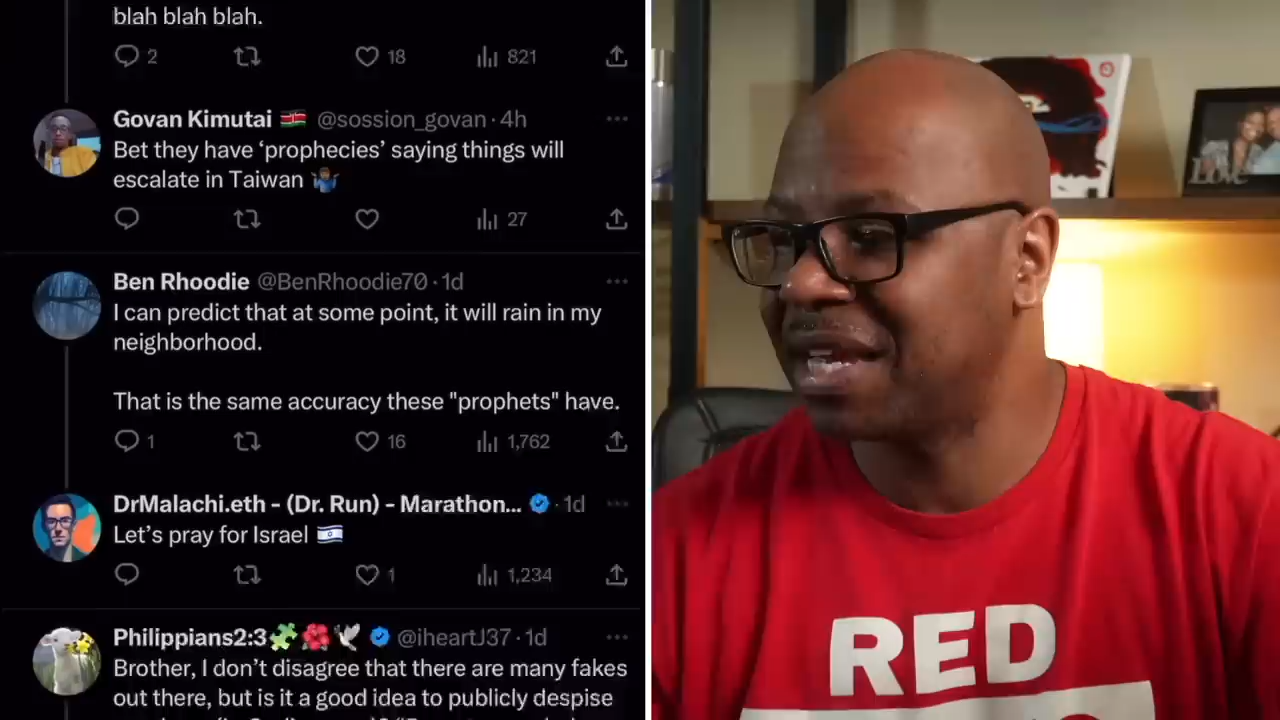 blah blah blah.
2
18
821
Govan Kimutai 🇰🇪 @sossion_govan · 4h
Bet they have ‘prophecies’ saying things will
escalate in Taiwan 🤷🏾‍♂️
27
Ben Rhoodie @BenRhoodie70 · 1d
I can predict that at some point, it will rain in my
neighborhood.
That is the same accuracy these "prophets" have.
1
16
1,762
DrMalachi.eth - (Dr. Run) - Marathon... · 1d
Let’s pray for Israel 🇮🇱
1
1,234
Philippians2:3🧩🌺🕊️ @iheartJ37 · 1d
Brother, I don’t disagree that there are many fakes
out there, but is it a good idea to publicly despise
RED
LOVE